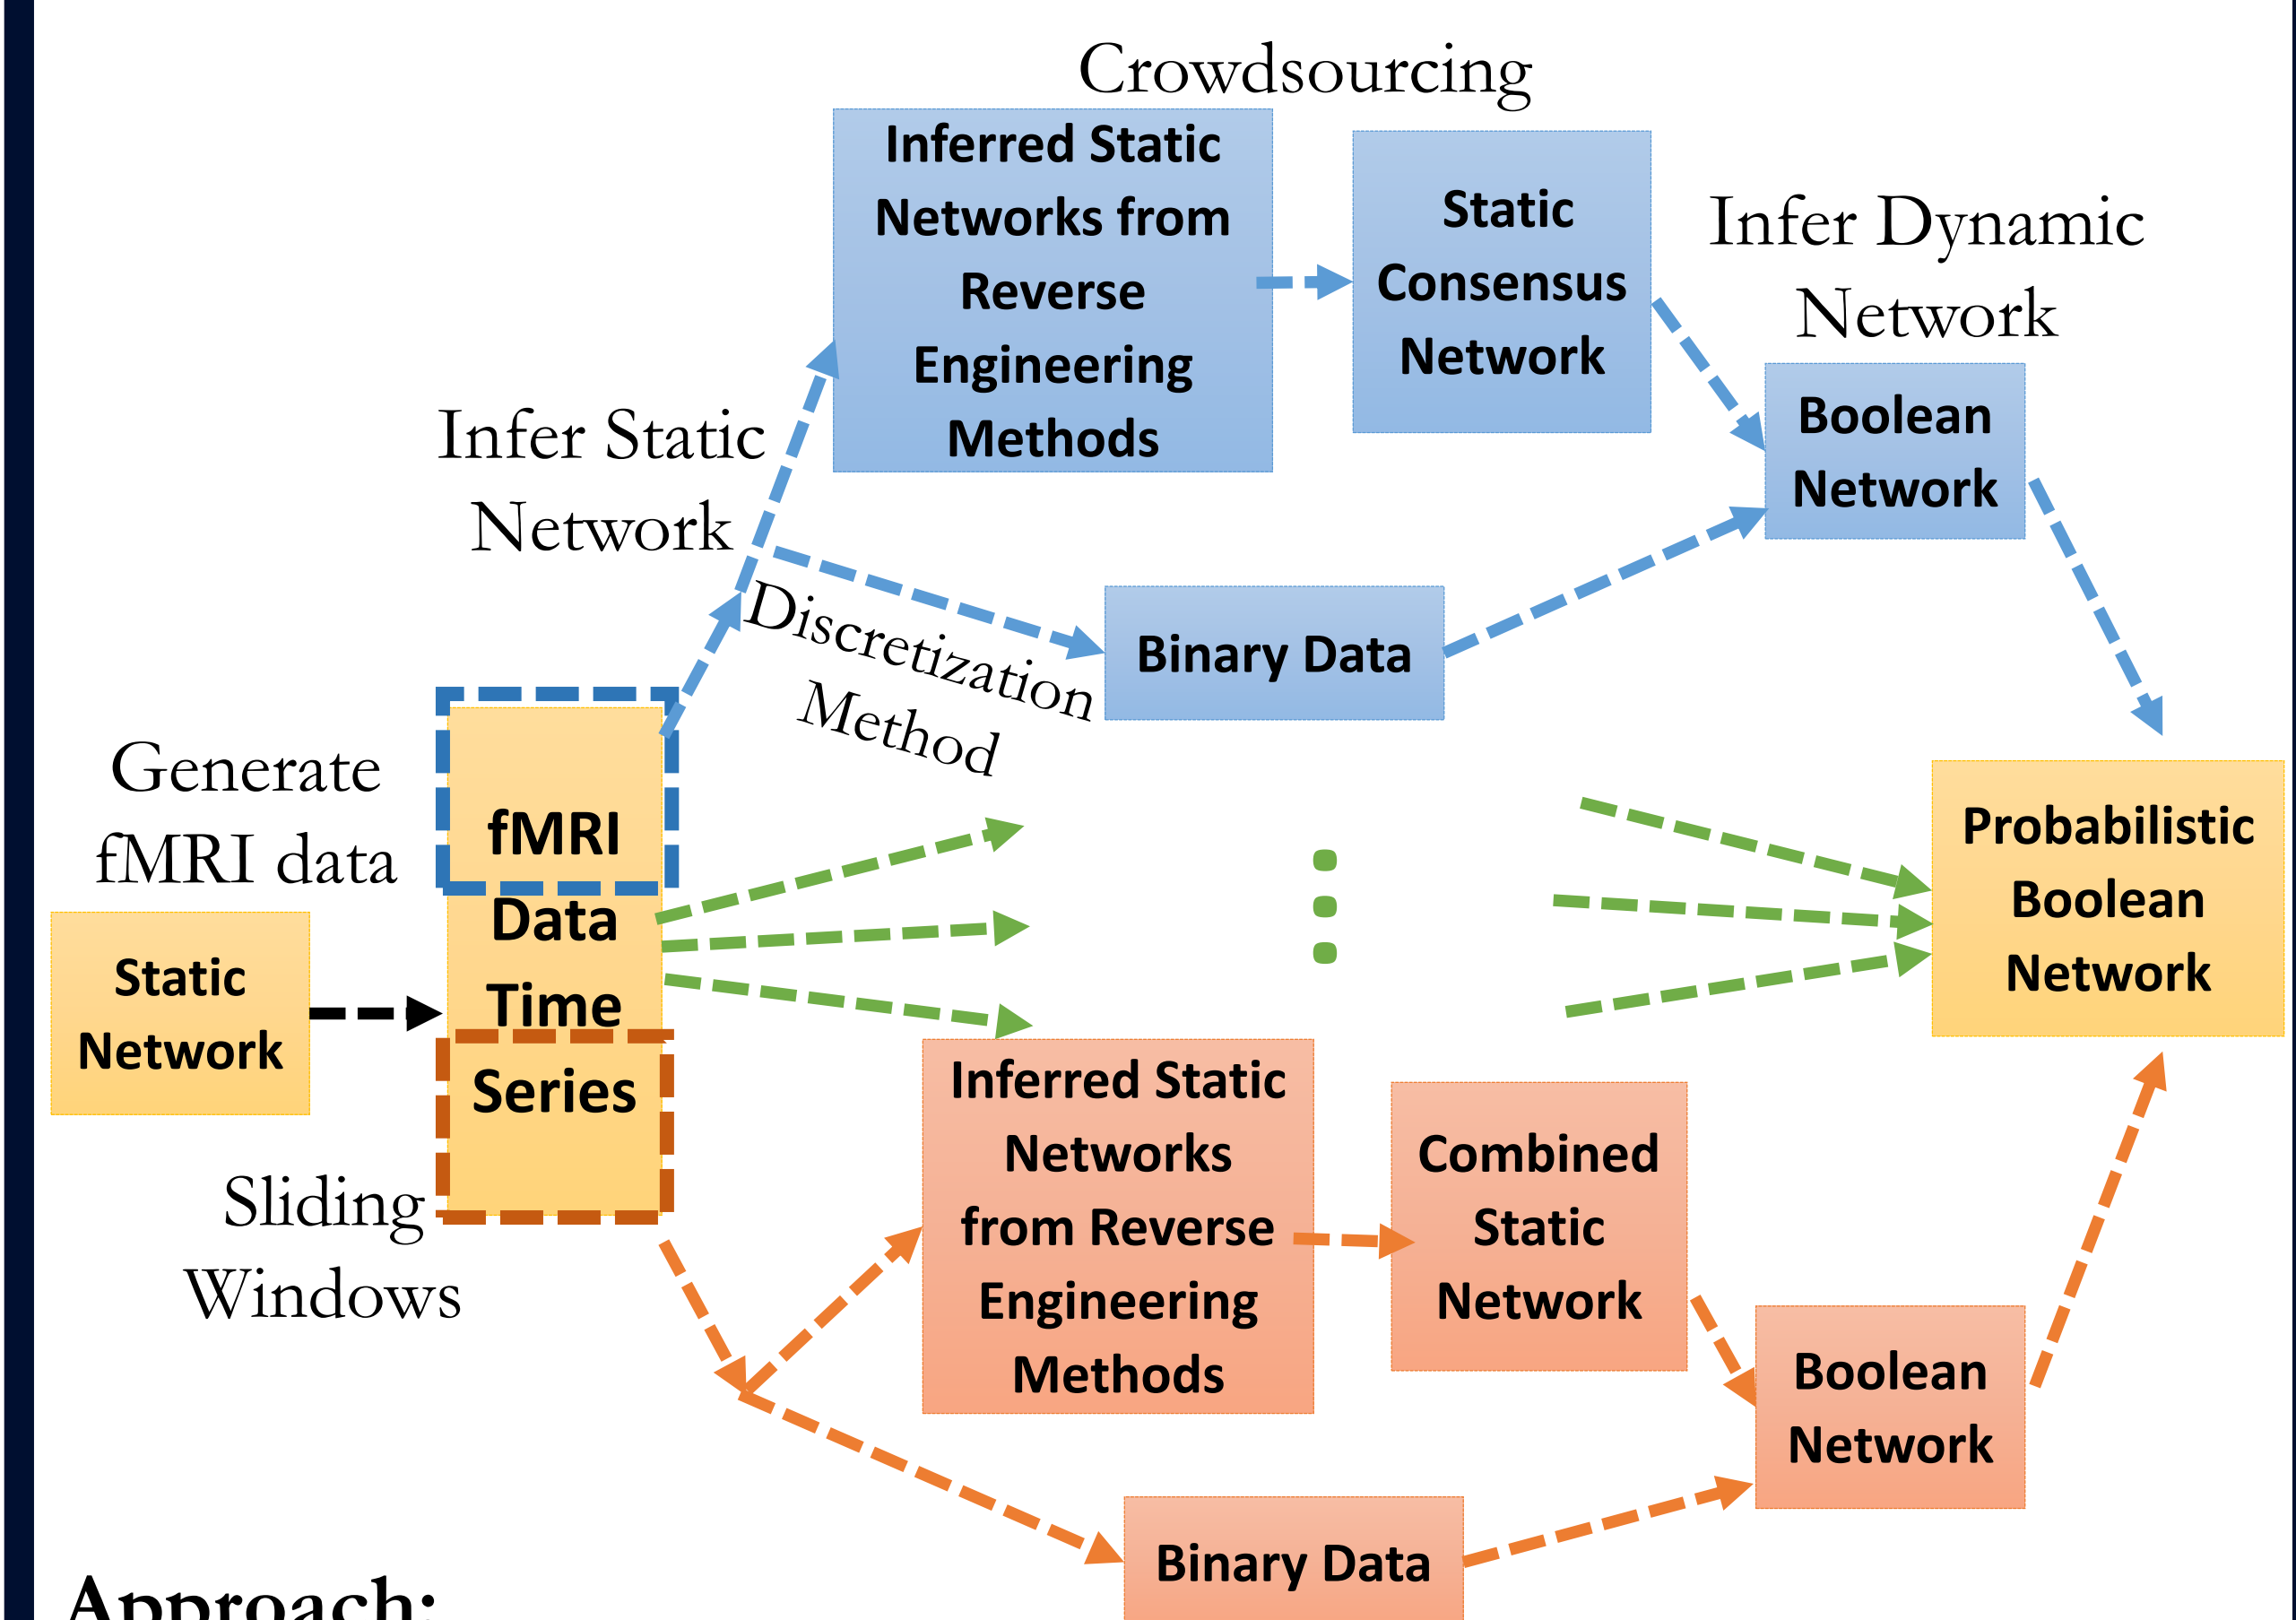 Crowdsourcing
Inferred Static
Networks from
Reverse
Engineering
Methods
Static
Consensus
Network
Infer Dynamic
Network
Boolean
Network
Infer Static
Network
Discretization
Method
Binary Data
Generate
fMRI data
fMRI
Data
Time
Series
Static
Network
Probabilistic
Boolean
Network
Sliding
Windows
Inferred Static
Networks
from Reverse
Engineering
Methods
Combined
Static
Network
Boolean
Network
Binary Data
Approach: